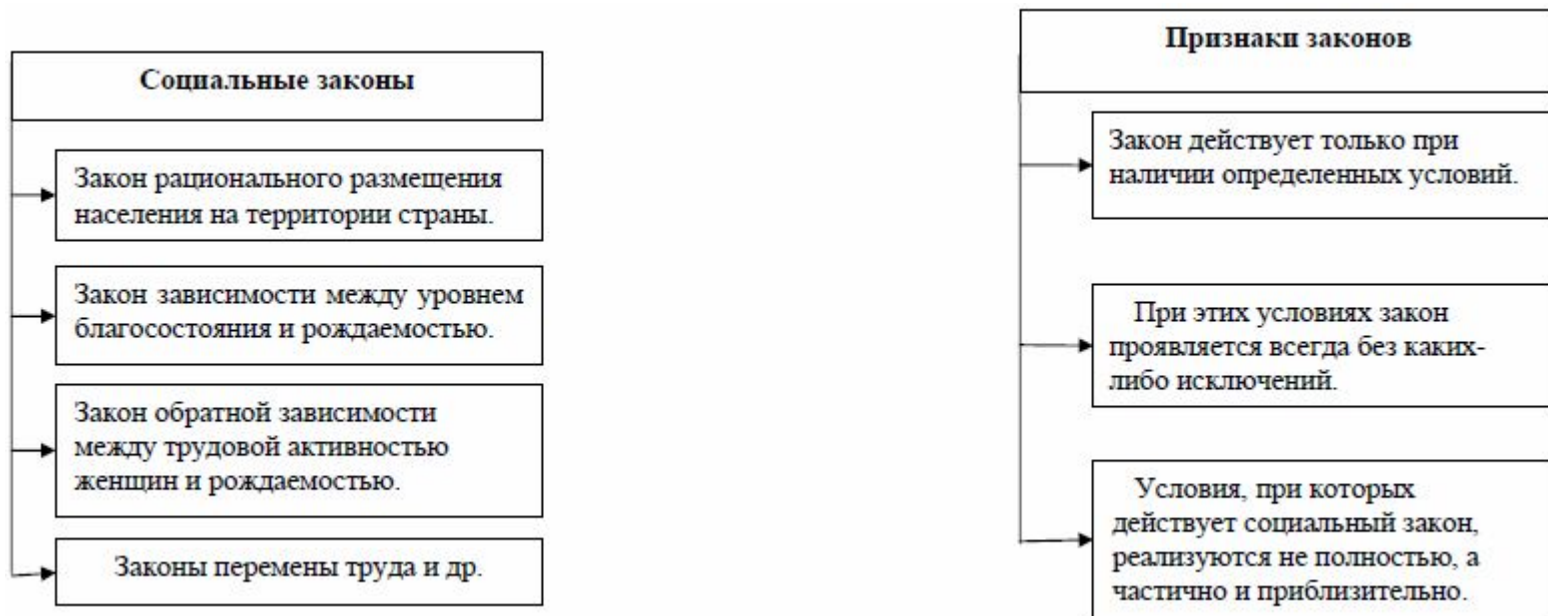 Социальные законы
Закон рационального размещения
населения на территории страны.
Закон зависимости между уровнем
благосостояния и рождаемостью.
Закон обратной зависимости
между трудовой активностью
женщин и рождаемостью.
Законы перемены труда и др.
Признаки законов
Закон действует только при
наличии определенных условий.
При этих условиях закон
проявляется всегда без каких-
либо исключений.
Условия, при которых
действует социальный закон,
реализуются не полностью, а
частично и приблизительно.